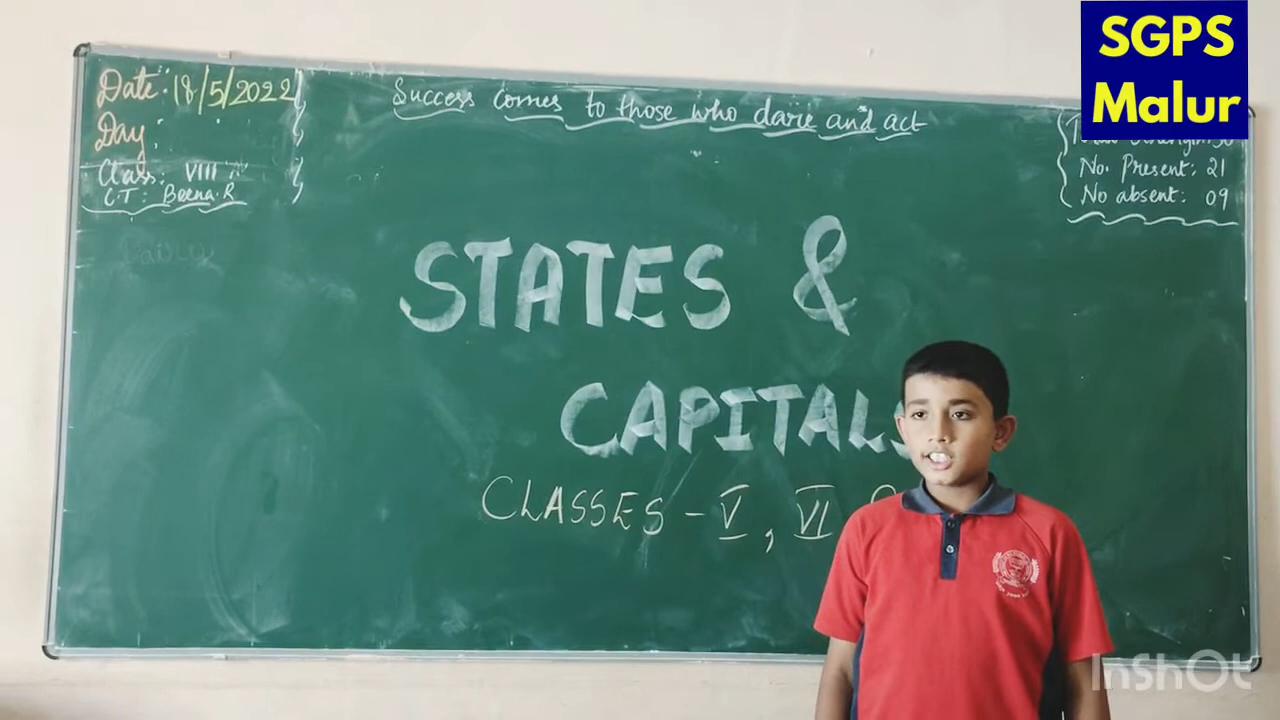 SGPS
Malur
Date: 18/5/2022
Day:
Class: VIII
C.T: Beena.R
Success comes to those who dare and act
No. Present: 21
No absent: 09
STATES &
CAPITALS
CLASSES - V, VI
InShOt